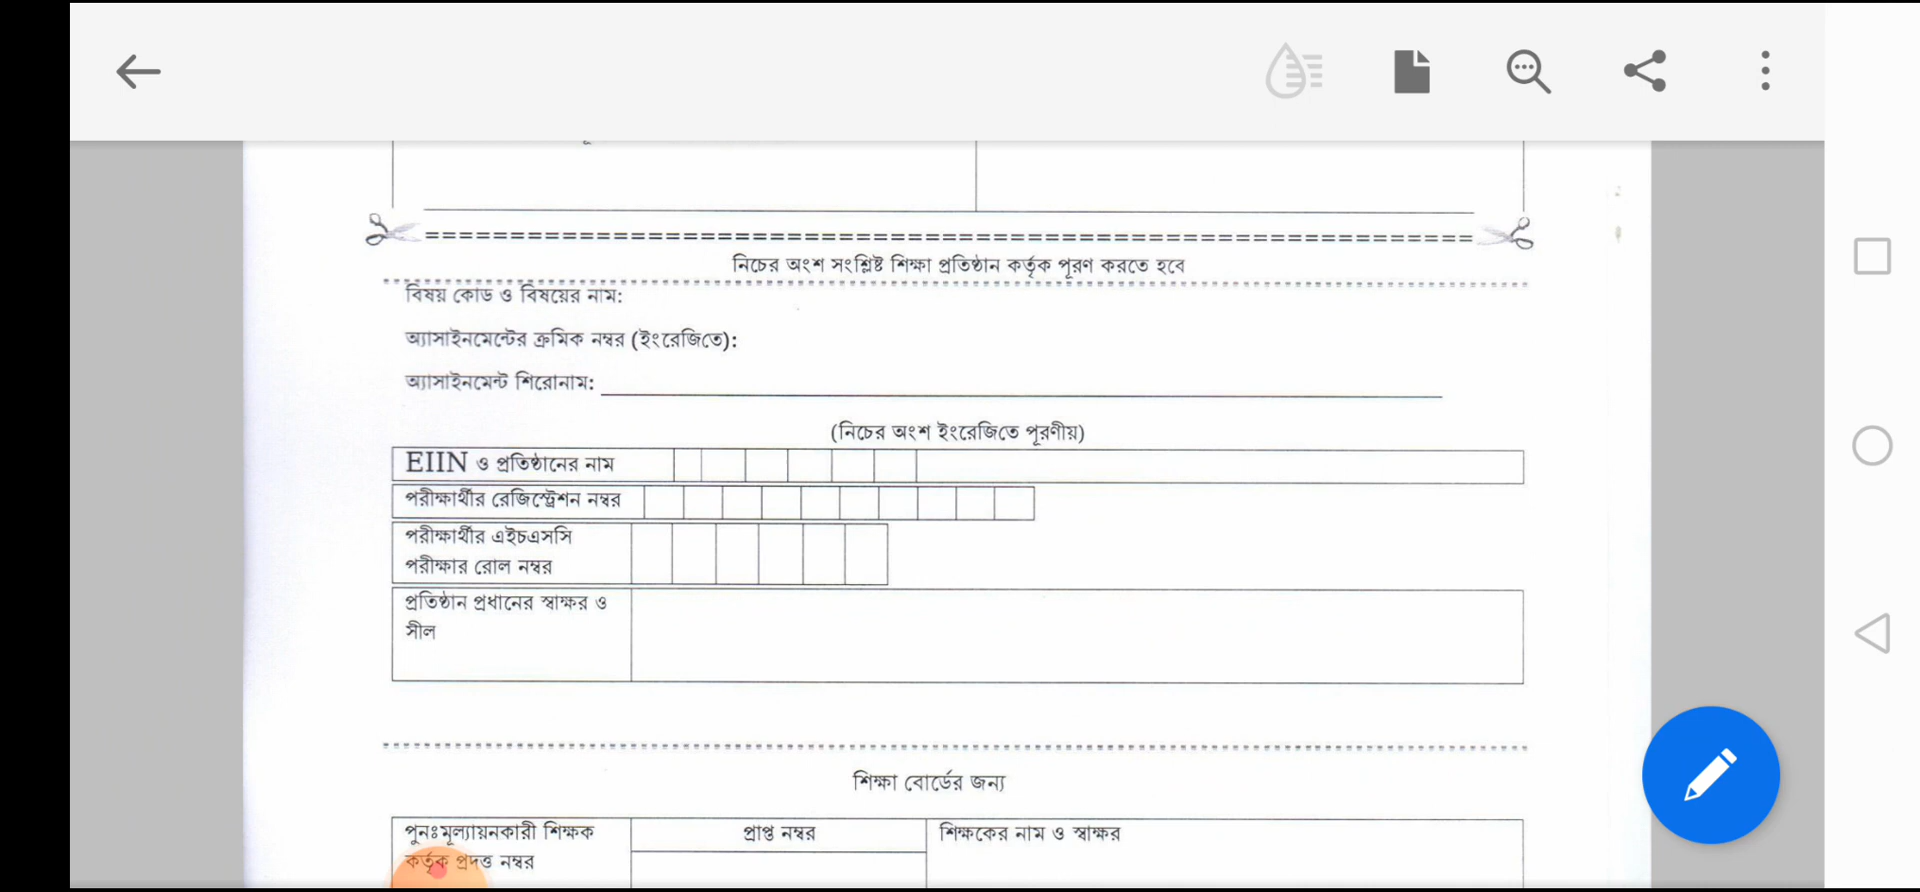 নিচের অংশ সংশ্লিষ্ট শিক্ষা প্রতিষ্ঠান কর্তৃক পূরণ করতে হবে
বিষয় কোড ও বিষয়ের নাম:
অ্যাসাইনমেন্টের ক্রমিক নম্বর (ইংরেজিতে):
অ্যাসাইনমেন্ট শিরোনাম:
(নিচের অংশ ইংরেজিতে পূরণীয়)
EIIN ও প্রতিষ্ঠানের নাম
পরীক্ষার্থীর রেজিস্ট্রেশন নম্বর
পরীক্ষার্থীর এইচএসসি
পরীক্ষার রোল নম্বর
প্রতিষ্ঠান প্রধানের স্বাক্ষর ও
সীল
শিক্ষা বোর্ডের জন্য
পুনঃমূল্যায়নকারী শিক্ষক
কর্তৃক প্রদত্ত নম্বর
প্রাপ্ত নম্বর
শিক্ষকের নাম ও স্বাক্ষর